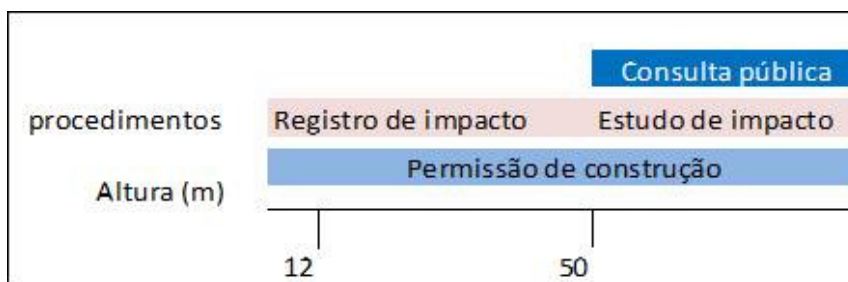 Consulta pública
procedimentos Registro de impacto Estudo de impacto
Permissão de construção
Altura (m)
12 50